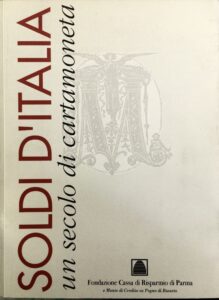 SOLDI D'ITALIA
un secolo di cartamoneta
Fondazione Cassa di Risparmio di Parma
e Monte di Credito su Pegno di Busseto